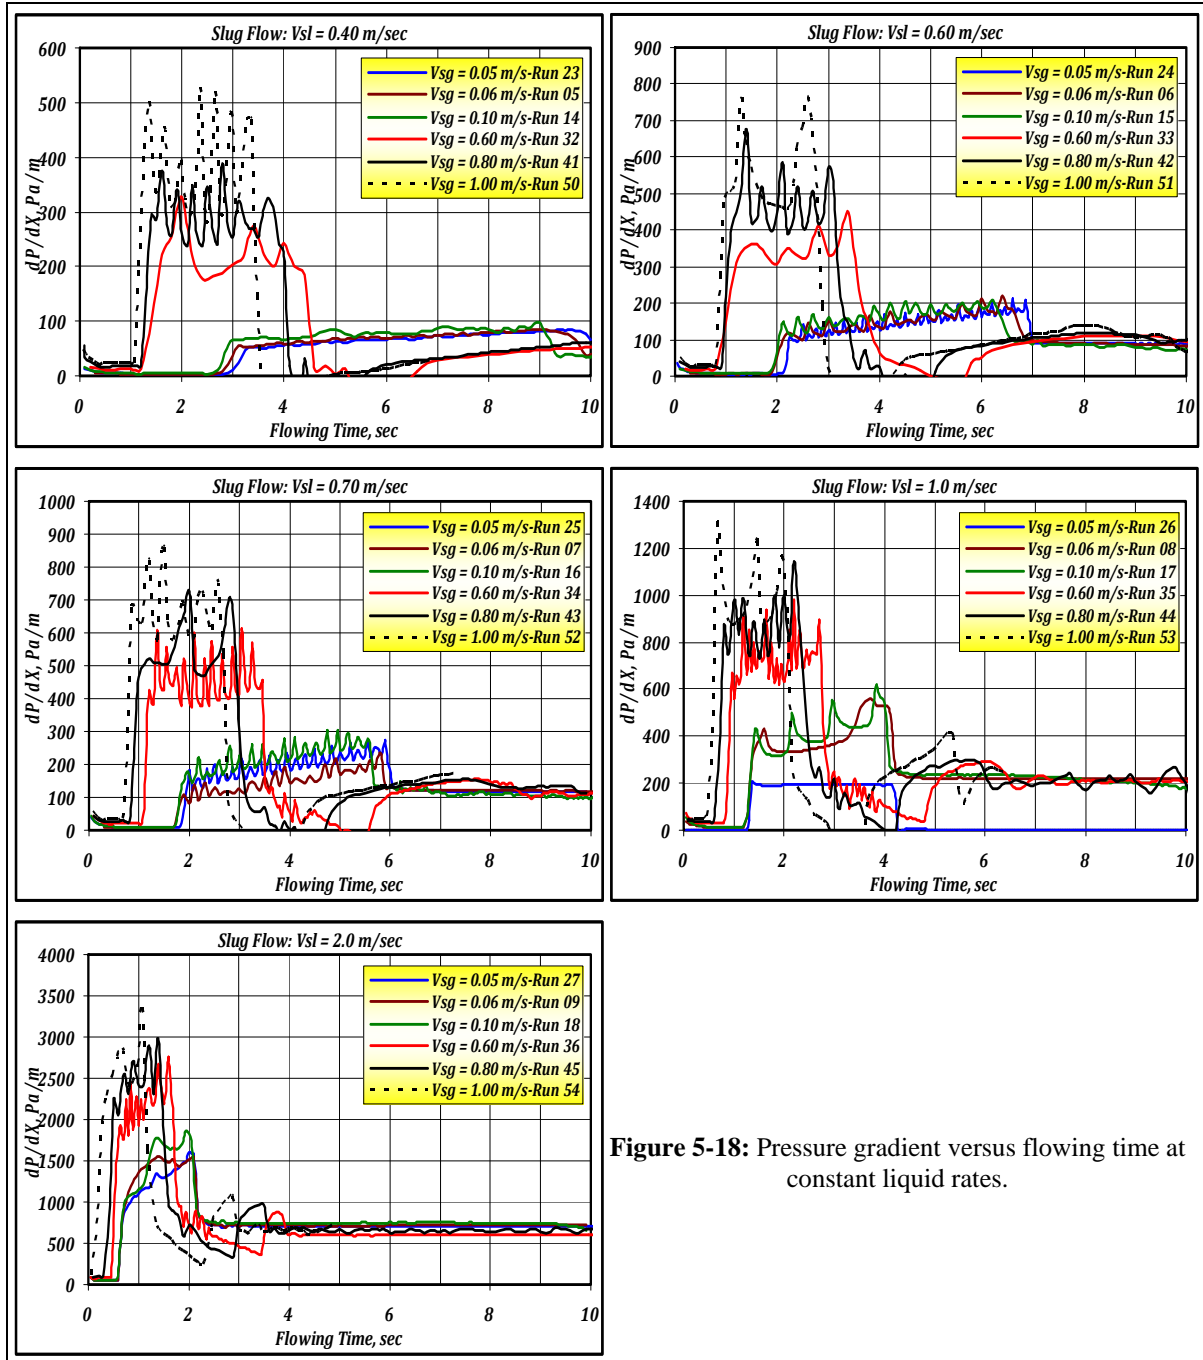 Slug Flow: Vsl = 0.40 m/sec
600
500
400
300
200
100
0
dP/dX, Pa/m
Vsg = 0.05 m/s-Run 23
Vsg = 0.06 m/s-Run 05
Vsg = 0.10 m/s-Run 14
Vsg = 0.60 m/s-Run 32
Vsg = 0.80 m/s-Run 41
Vsg = 1.00 m/s-Run 50
0 2 4 6 8 10
Flowing Time, sec
Slug Flow: Vsl = 0.60 m/sec
900
800
700
600
500
400
300
200
100
0
dP/dX, Pa/m
Vsg = 0.05 m/s-Run 24
Vsg = 0.06 m/s-Run 06
Vsg = 0.10 m/s-Run 15
Vsg = 0.60 m/s-Run 33
Vsg = 0.80 m/s-Run 42
Vsg = 1.00 m/s-Run 51
0 2 4 6 8 10
Flowing Time, sec
Slug Flow: Vsl = 0.70 m/sec
1000
900
800
700
600
500
400
300
200
100
0
dP/dX, Pa/m
Vsg = 0.05 m/s-Run 25
Vsg = 0.06 m/s-Run 07
Vsg = 0.10 m/s-Run 16
Vsg = 0.60 m/s-Run 34
Vsg = 0.80 m/s-Run 43
Vsg = 1.00 m/s-Run 52
0 2 4 6 8 10
Flowing Time, sec
Slug Flow: Vsl = 1.0 m/sec
1400
1200
1000
800
600
400
200
0
dP/dX, Pa/m
Vsg = 0.05 m/s-Run 26
Vsg = 0.06 m/s-Run 08
Vsg = 0.10 m/s-Run 17
Vsg = 0.60 m/s-Run 35
Vsg = 0.80 m/s-Run 44
Vsg = 1.00 m/s-Run 53
0 2 4 6 8 10
Flowing Time, sec
Slug Flow: Vsl = 2.0 m/sec
4000
3500
3000
2500
2000
1500
1000
500
0
dP/dX, Pa/m
Vsg = 0.05 m/s-Run 27
Vsg = 0.06 m/s-Run 09
Vsg = 0.10 m/s-Run 18
Vsg = 0.60 m/s-Run 36
Vsg = 0.80 m/s-Run 45
Vsg = 1.00 m/s-Run 54
0 2 4 6 8 10
Flowing Time, sec
Figure 5-18: Pressure gradient versus flowing time at
constant liquid rates.